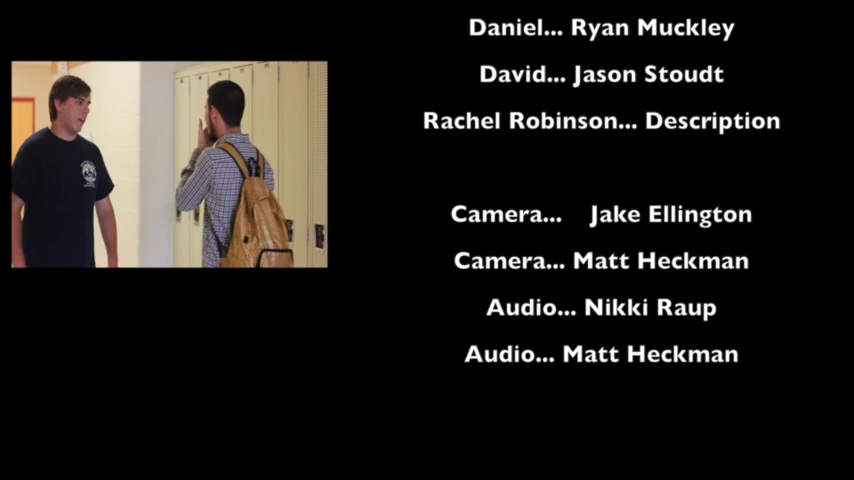 Daniel... Ryan Muckley
David... Jason Stoudt
Rachel Robinson... Description
Camera... Jake Ellington
Camera... Matt Heckman
Audio... Nikki Raup
Audio... Matt Heckman